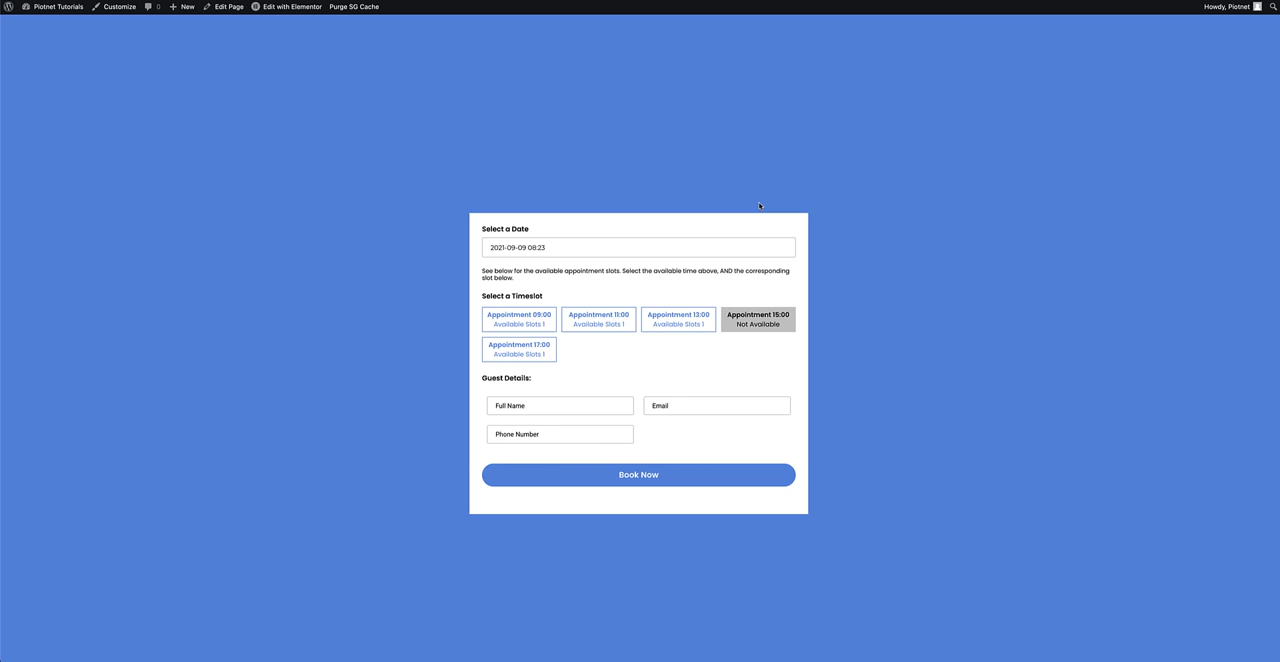 Piotnet Tutorials Customize 0 New Edit Page Edit with Elementor Purge SG Cache Howdy, Piotnet
Select a Date
2021-09-09 08:23
See below for the available appointment slots. Select the available time above, AND the corresponding
slot below.
Select a Timeslot
Appointment 09:00 Appointment 11:00 Appointment 13:00 Appointment 15:00
Available Slots 1 Available Slots 1 Available Slots 1 Not Available
Appointment 17:00
Available Slots 1
Guest Details:
Full Name Email
Phone Number
Book Now